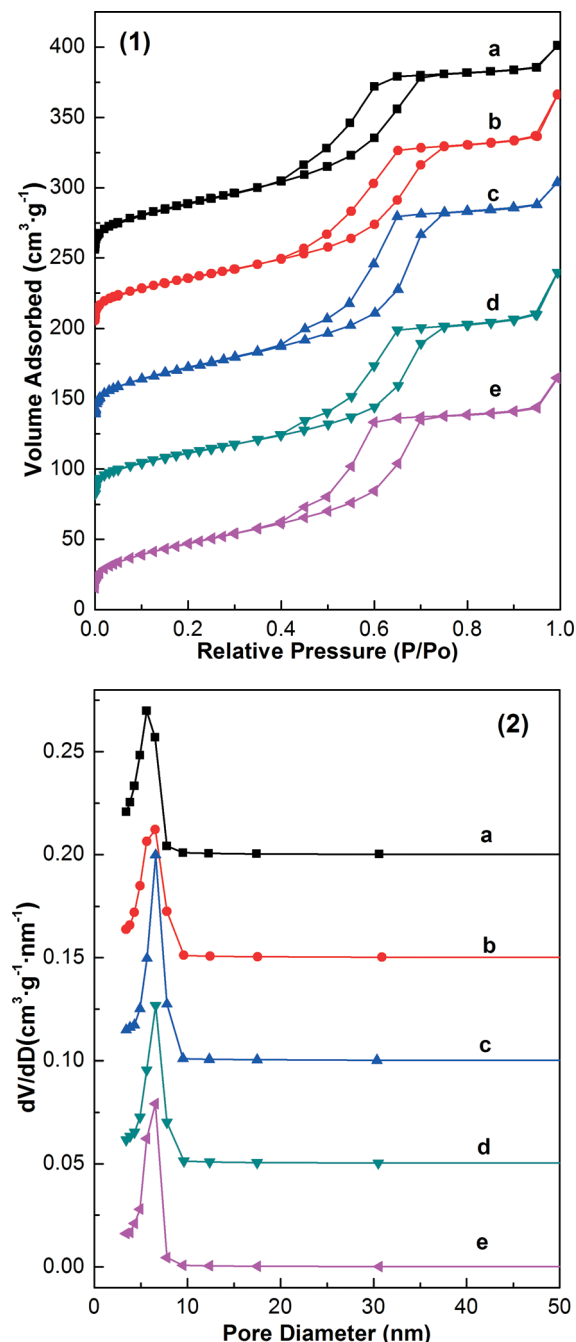 (1)
400
350
300
250
200
150
100
50
0
Volume Adsorbed (cm³·g⁻¹)
a
b
c
d
e
0.0 0.2 0.4 0.6 0.8 1.0
Relative Pressure (P/Po)
(2)
0.25
0.20
0.15
0.10
0.05
0.00
dV/dD(cm³·g⁻¹·nm⁻¹)
a
b
c
d
e
0 10 20 30 40 50
Pore Diameter (nm)